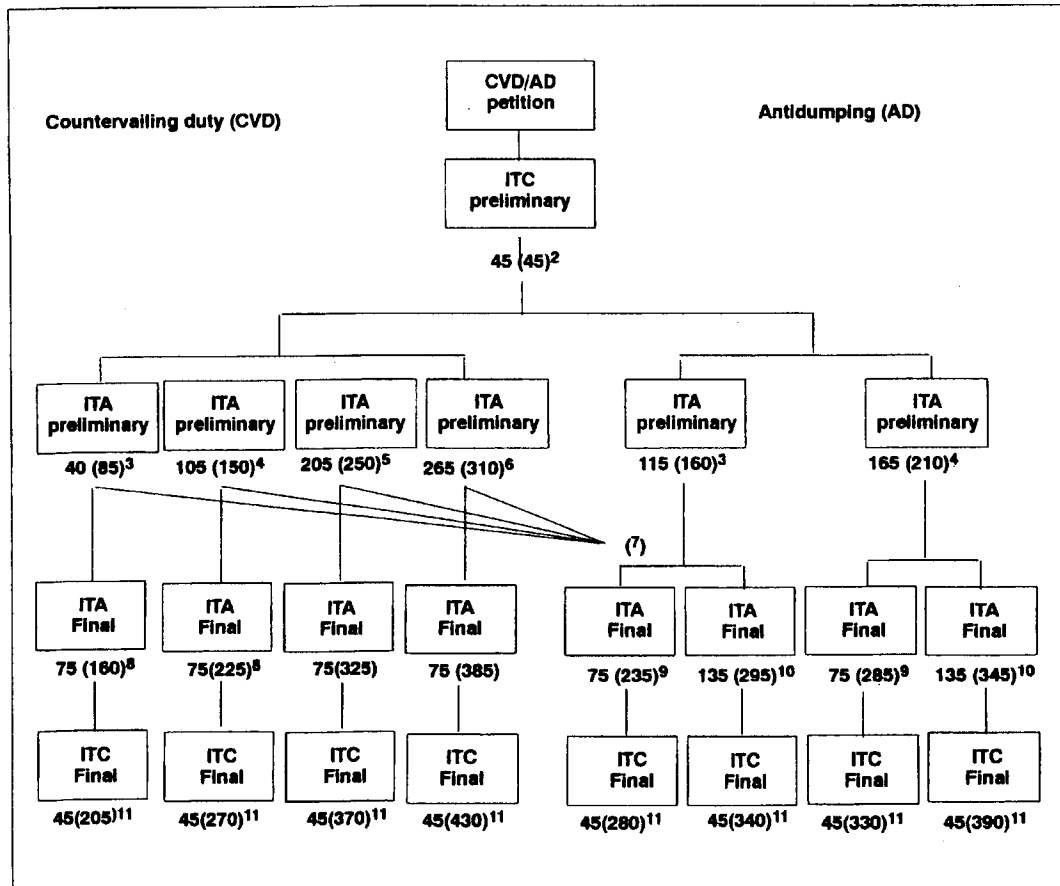 CVD/AD
petition
Countervailing duty (CVD)
Antidumping (AD)
ITC
preliminary
45 (45)2
ITA
preliminary
ITA
preliminary
ITA
preliminary
ITA
preliminary
ITA
preliminary
ITA
preliminary
40 (85)3
105 (150)4
205 (250)5
265 (310)6
115 (160)3
165 (210)4
(7)
ITA
Final
ITA
Final
ITA
Final
ITA
Final
ITA
Final
ITA
Final
ITA
Final
ITA
Final
75 (160)8
75(225)8
75(325)
75 (385)
75 (235)9
135 (295)10
75 (285)9
135 (345)10
ITC
Final
ITC
Final
ITC
Final
ITC
Final
ITC
Final
ITC
Final
ITC
Final
ITC
Final
45(205)11
45(270)11
45(370)11
45(430)11
45(280)11
45(340)11
45(330)11
45(390)11